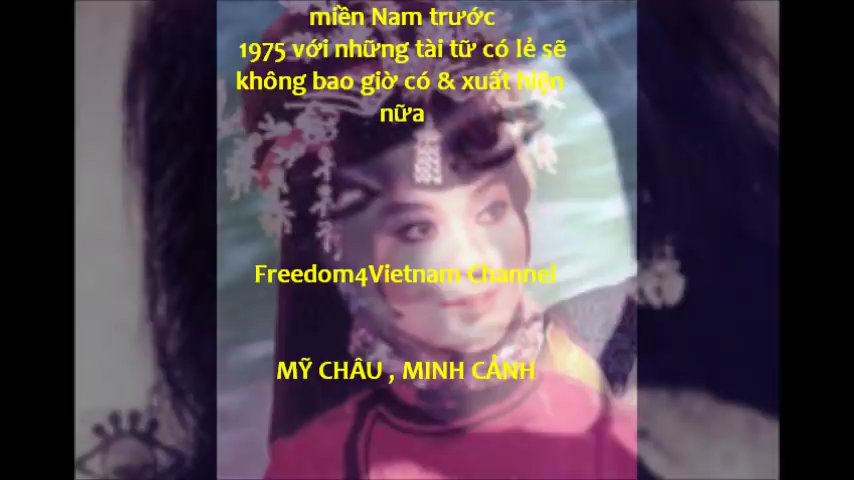 miền Nam trước
1975 với những tài tữ có lẻ sẽ
không bao giờ có & xuất hiện
nữa
Freedom4Vietnam Channel
MỸ CHÂU , MINH CẢNH